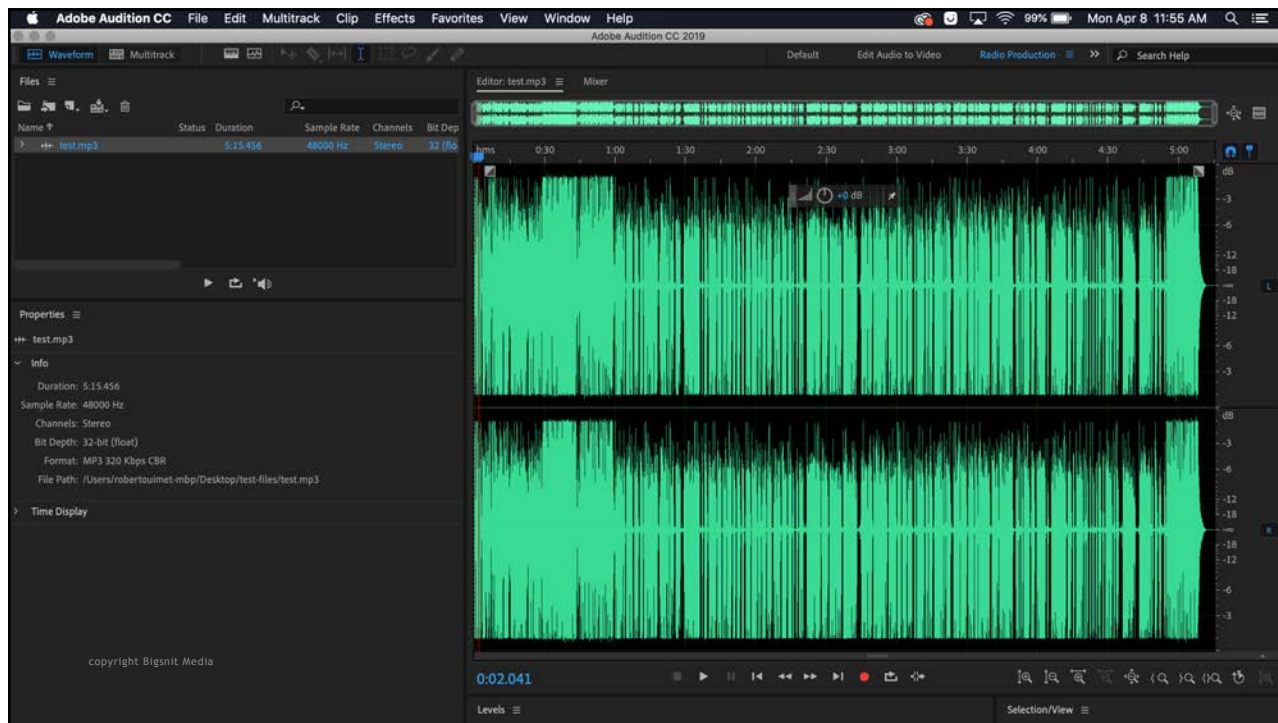 Adobe Audition CC File Edit Multitrack Clip Effects Favorites View Window Help 99% Mon Apr 8 11:55 AM
Adobe Audition CC 2019
Waveform Multitrack Default Edit Audio to Video Radio Production Search Help
Files
Name Status Duration Sample Rate Channels Bit Dep
test.mp3 5:15.456 48000 Hz Stereo 32 (flo
Properties
test.mp3
Info
Duration: 5:15.456
Sample Rate: 48000 Hz
Channels: Stereo
Bit Depth: 32-bit (float)
Format: MP3 320 Kbps CBR
File Path: /Users/robertouimet-mbp/Desktop/test-files/test.mp3
Time Display
copyright Bigsnit Media
Editor: test.mp3 Mixer
hms 0:30 1:00 1:30 2:00 2:30 3:00 3:30 4:00 4:30 5:00
+0 dB
dB
-3
-6
-12
-18
-∞
-18
-12
-6
-3
L
dB
-3
-6
-12
-18
-∞
-18
-12
-6
-3
R
0:02.041
Levels Selection/View